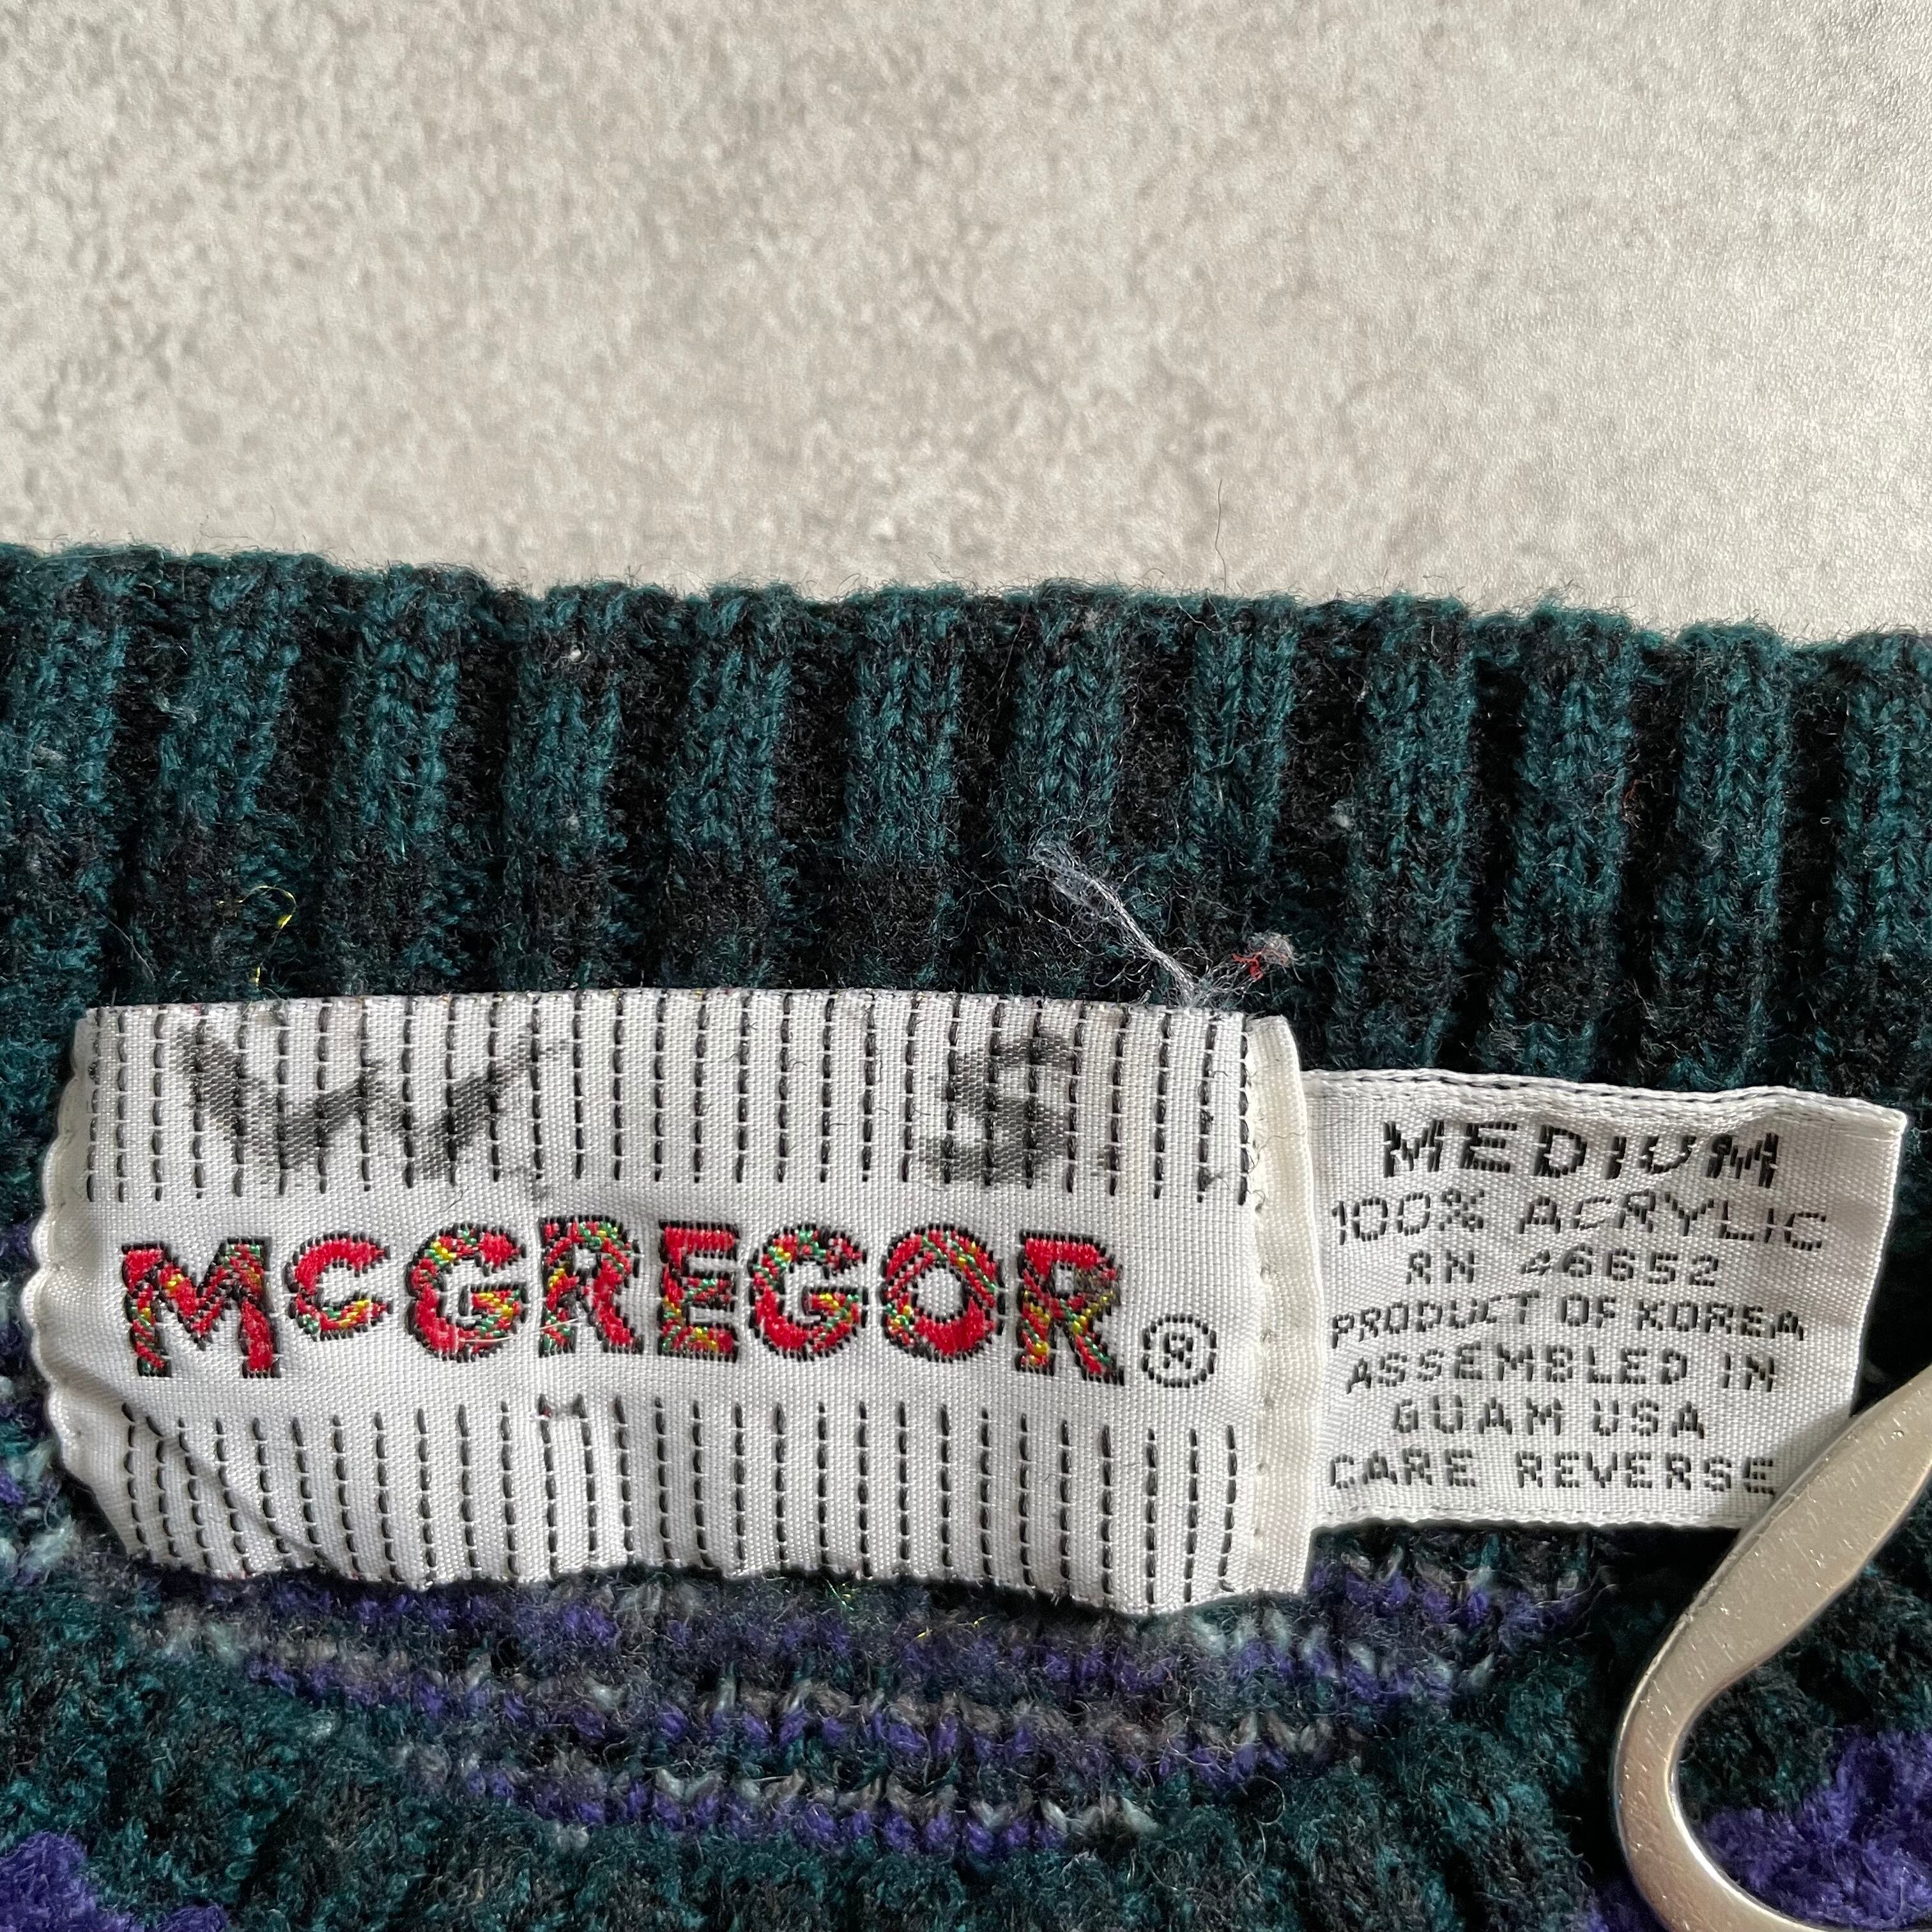 W S.
McGREGOR®
MEDIUM
100% ACRYLIC
RN 46652
PRODUCT OF KOREA
ASSEMBLED IN
GUAM USA
CARE REVERSE